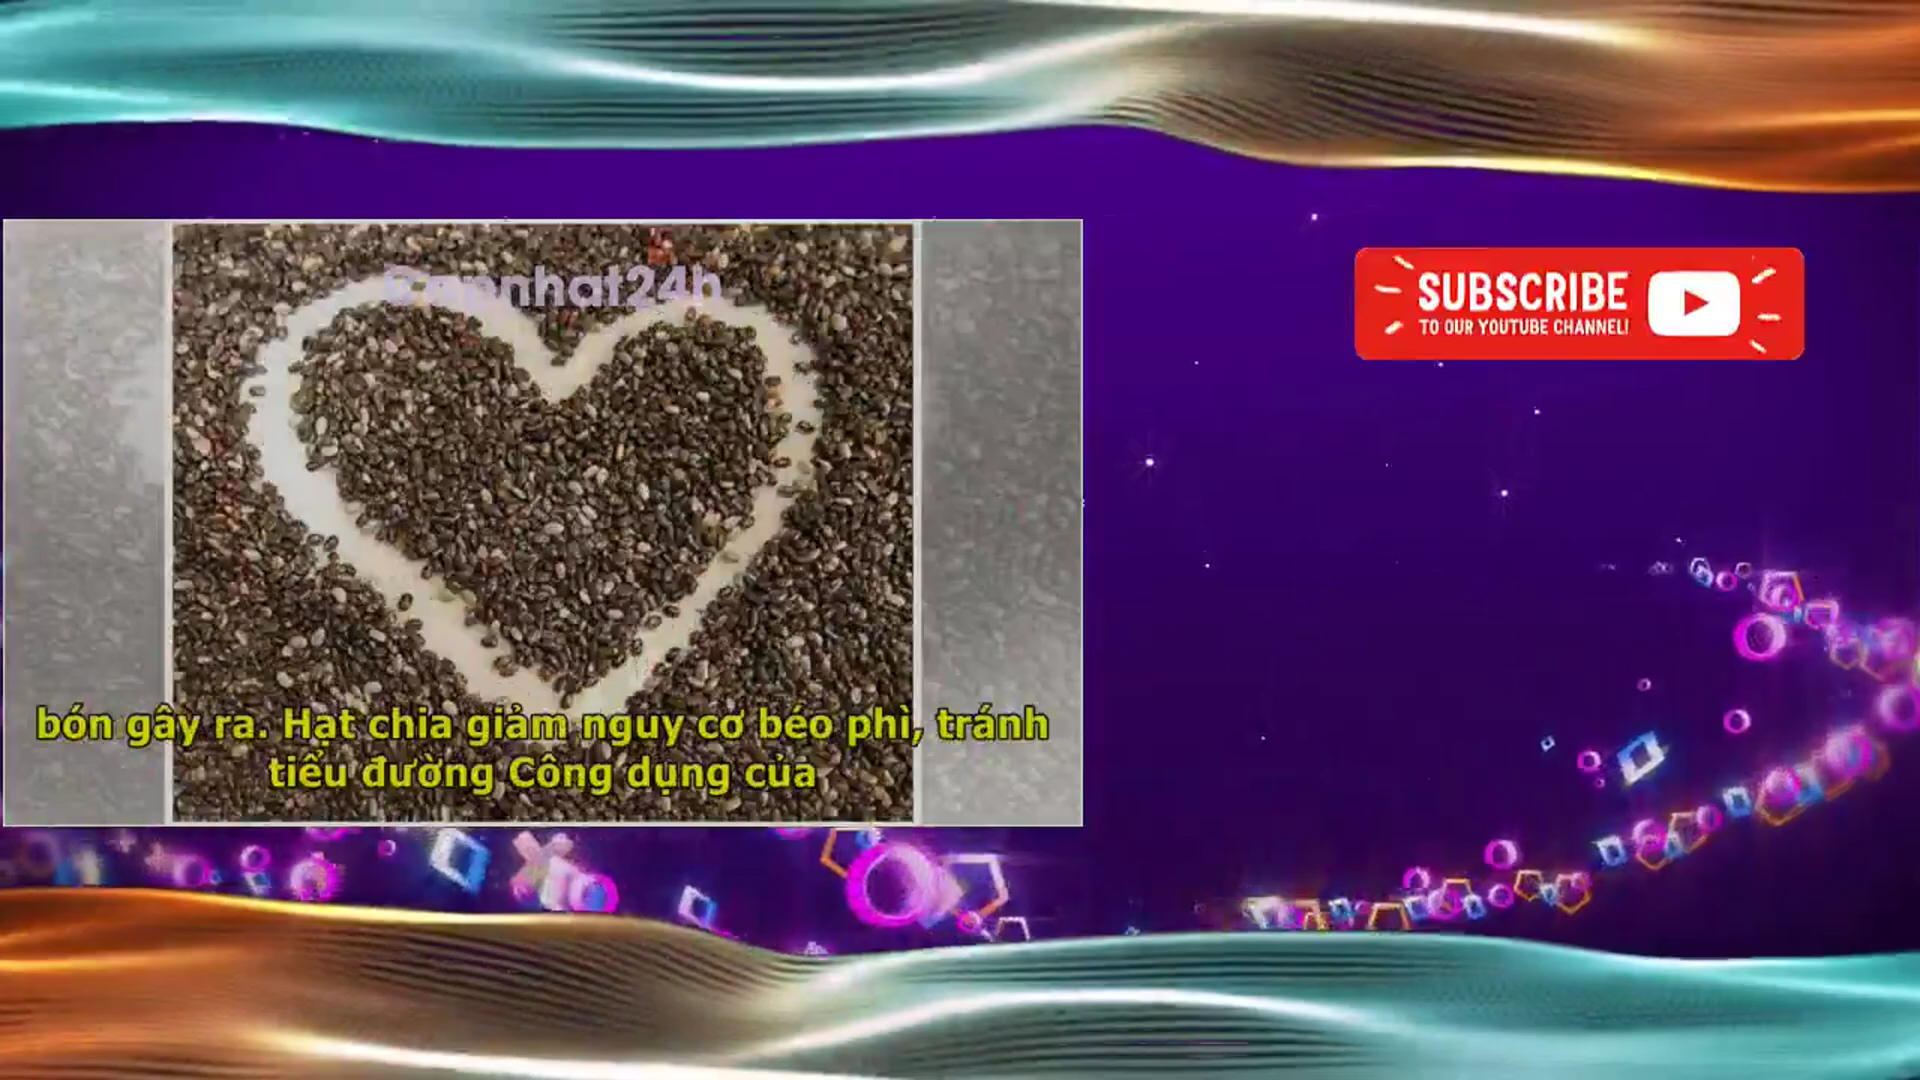 SUBSCRIBE
TO OUR YOUTUBE CHANNEL!
bón gây ra. Hạt chia giảm nguy cơ béo phì, tránh
tiểu đường Công dụng của